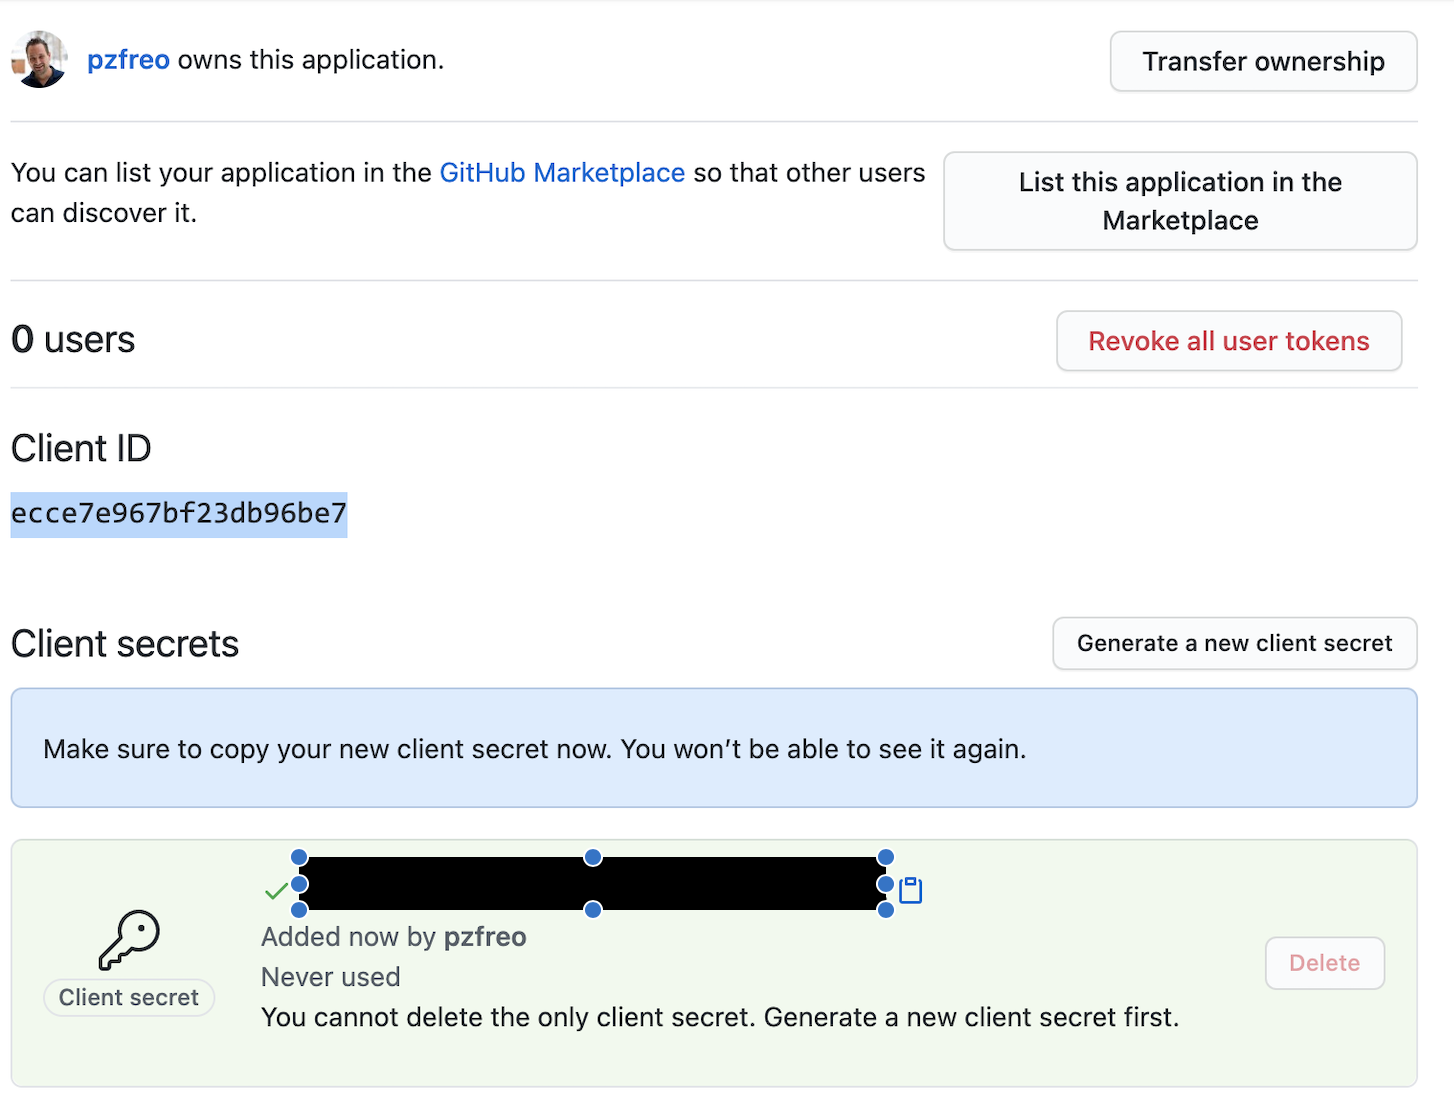 pzfreo owns this application.
Transfer ownership
You can list your application in the GitHub Marketplace so that other users
can discover it.
List this application in the
Marketplace
0 users
Revoke all user tokens
Client ID
ecce7e967bf23db96be7
Client secrets
Generate a new client secret
Make sure to copy your new client secret now. You won’t be able to see it again.
Added now by pzfreo
Never used
Client secret
You cannot delete the only client secret. Generate a new client secret first.
Delete